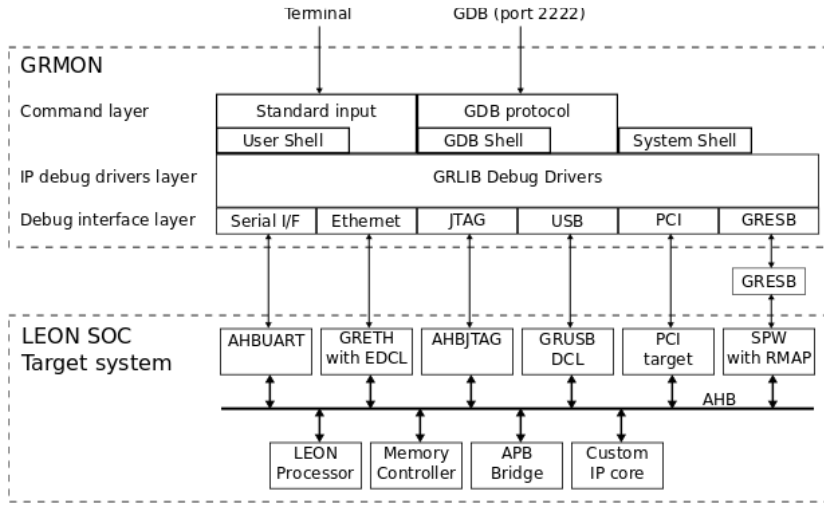 Terminal
GDB (port 2222)
GRMON
Command layer
Standard input
GDB protocol
User Shell
GDB Shell
System Shell
IP debug drivers layer
GRLIB Debug Drivers
Debug interface layer
Serial I/F
Ethernet
JTAG
USB
PCI
GRESB
GRESB
LEON SOC
Target system
AHBUART
GRETH
with EDCL
AHBJTAG
GRUSB
DCL
PCI
target
SPW
with RMAP
AHB
LEON
Processor
Memory
Controller
APB
Bridge
Custom
IP core